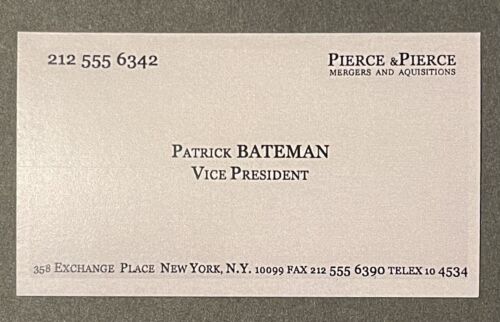 212 555 6342
PIERCE & PIERCE
MERGERS AND AQUISITIONS
PATRICK BATEMAN
VICE PRESIDENT
358 EXCHANGE PLACE NEW YORK, N.Y. 10099 FAX 212 555 6390 TELEX 10 4534